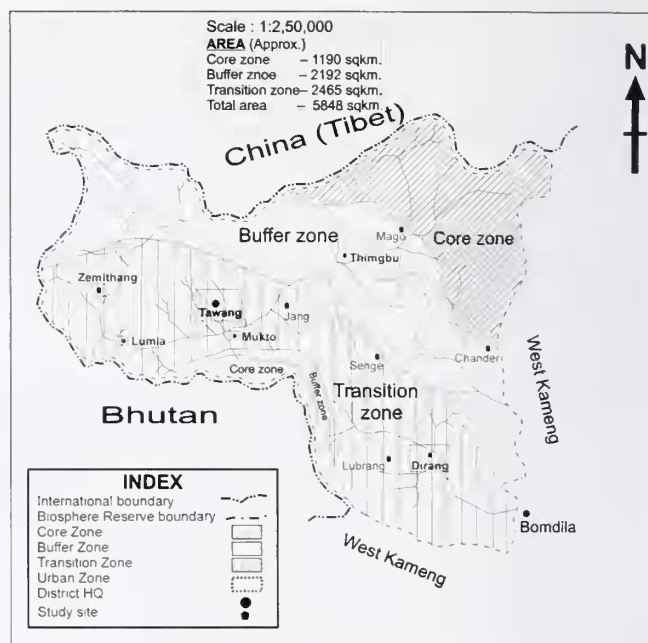 Scale : 1:2,50,000
AREA (Approx.)
Core zone – 1190 sqkm.
Buffer znoe – 2192 sqkm.
Transition zone– 2465 sqkm.
Total area – 5848 sqkm.
N
China (Tibet)
Buffer zone
Mago
Core zone
Thimgbu
Zemithang
Tawang
Jang
Lumla
Mukto
Core zone
Buffer zone
Senge
Chander
West Kameng
Transition
zone
Bhutan
Lubrang
Dirang
Bomdila
West Kameng
INDEX
International boundary
Biosphere Reserve boundary
Core Zone
Buffer Zone
Transition Zone
Urban Zone
District HQ
Study site